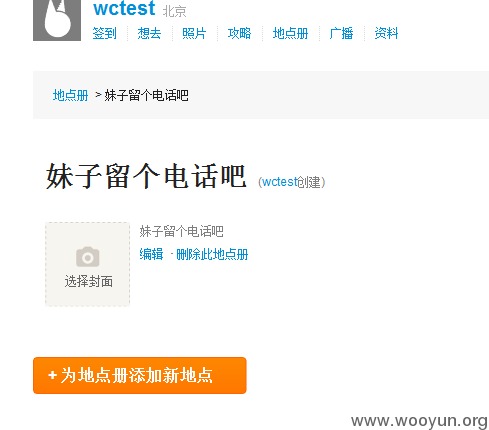 wctest 北京
签到 想去 照片 攻略 地点册 广播 资料
地点册 > 妹子留个电话吧
妹子留个电话吧 (wctest创建)
妹子留个电话吧
编辑 · 删除此地点册
选择封面
+ 为地点册添加新地点
www.wooyun.org